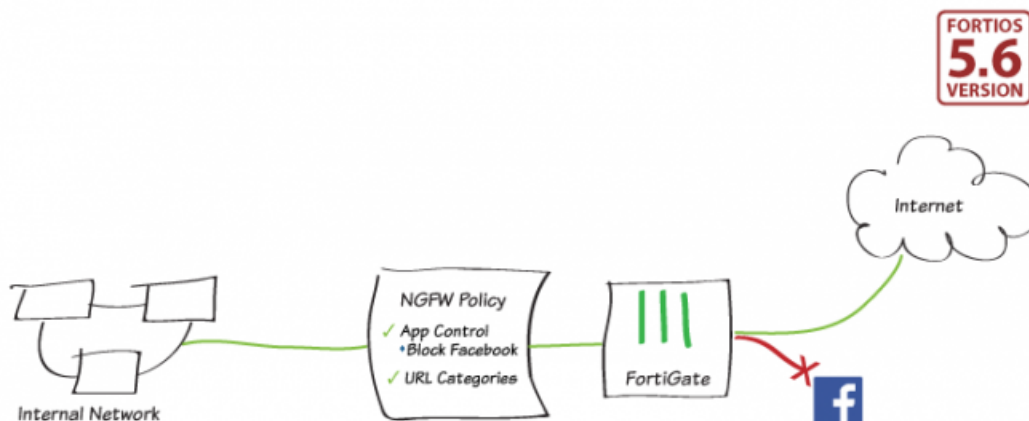 FORTIOS
5.6
VERSION
Internet
NGFW Policy
✓ App Control
•Block Facebook
✓ URL Categories
FortiGate
Internal Network
f